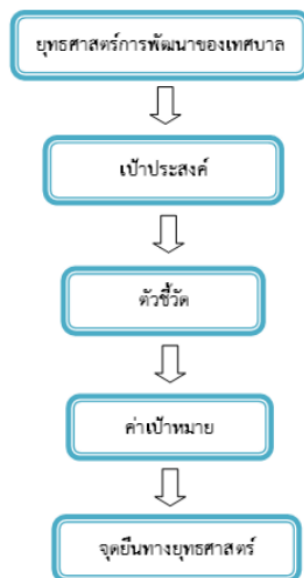 ยุทธศาสตร์การพัฒนาของเทศบาล
เป้าประสงค์
ตัวชี้วัด
ค่าเป้าหมาย
จุดยืนทางยุทธศาสตร์